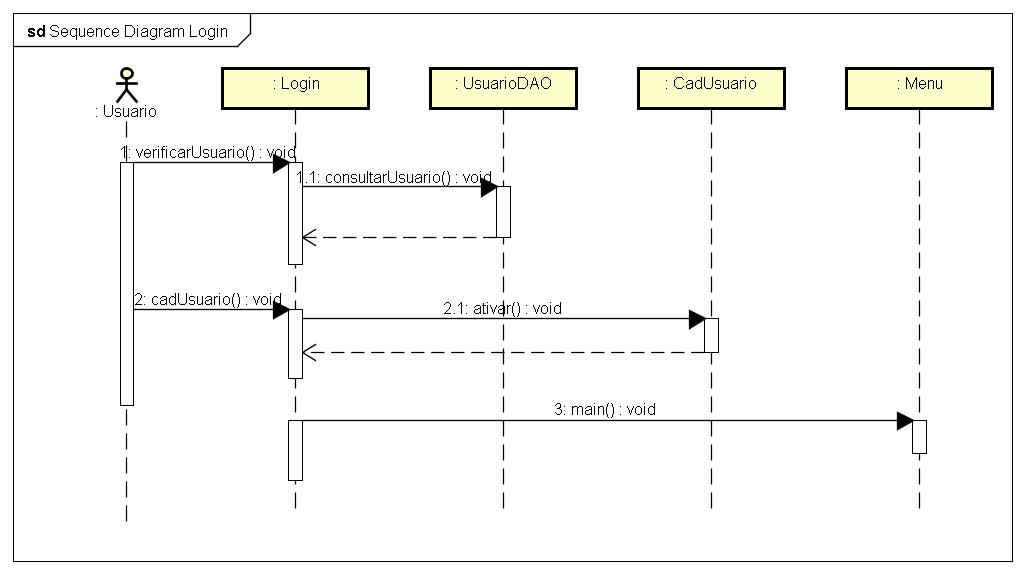 sd Sequence Diagram Login
: Usuario
: Login
: UsuarioDAO
: CadUsuario
: Menu
1: verificarUsuario() : void
1.1: consultarUsuario() : void
2: cadUsuario() : void
2.1: ativar() : void
3: main() : void